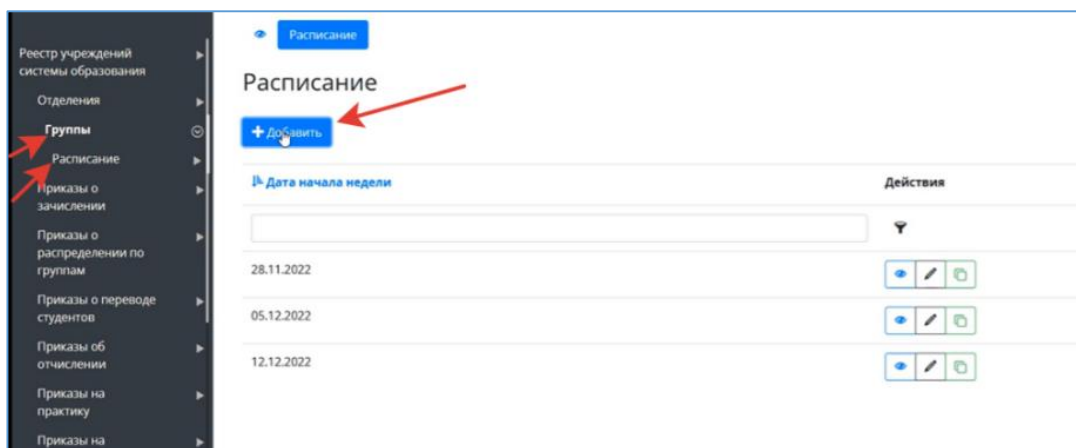 Расписание
Реестр учреждений
системы образования
Отделения
Группы
Расписание
Приказы о
зачислении
Приказы о
распределении по
группам
Приказы о переводе
студентов
Приказы об
отчислении
Приказы на
практику
Приказы на
Расписание
Добавить
Дата начала недели
Действия
28.11.2022
05.12.2022
12.12.2022